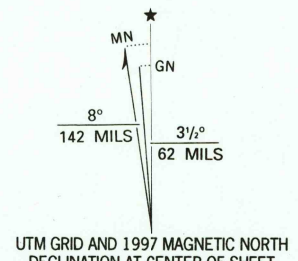 ★
MN
GN
8°
142 MILS
3½°
62 MILS
UTM GRID AND 1997 MAGNETIC NORTH
DECLINATION AT CENTER OF SHEET